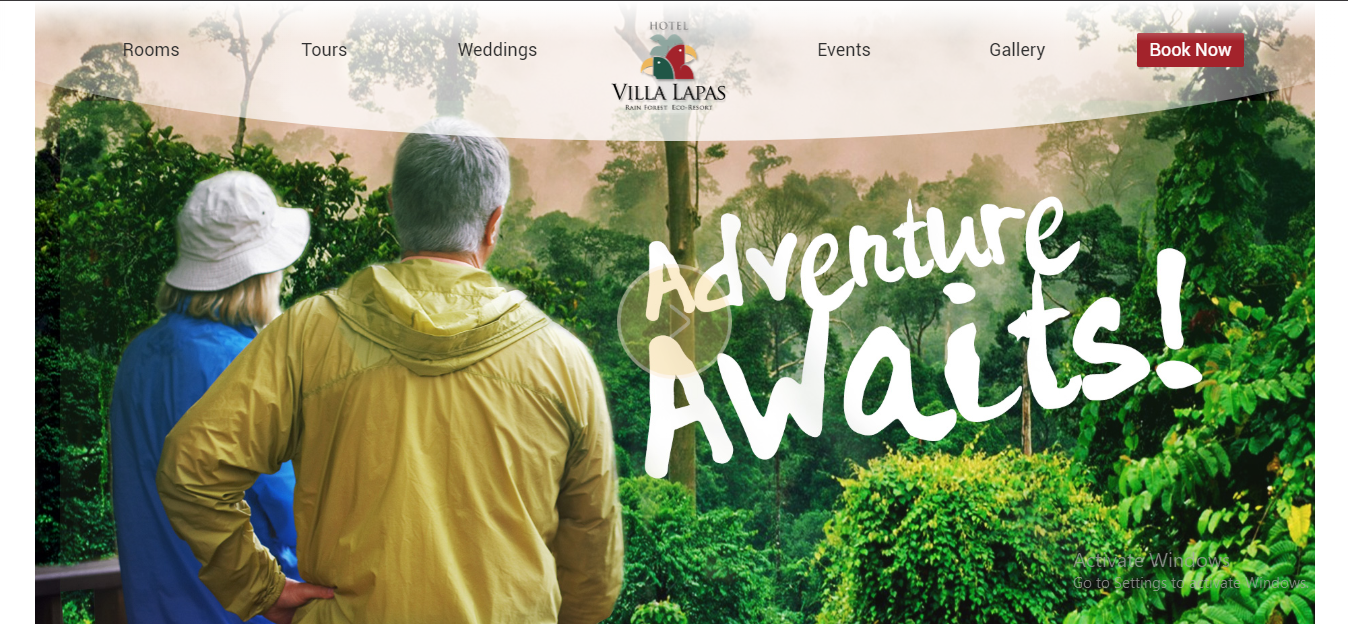 HOTEL
Rooms Tours Weddings Events Gallery Book Now
VILLA LAPAS
RAIN FOREST ECO-RESORT
Adventure
Awaits!
Activate Windows
Go to Settings to activate Windows.